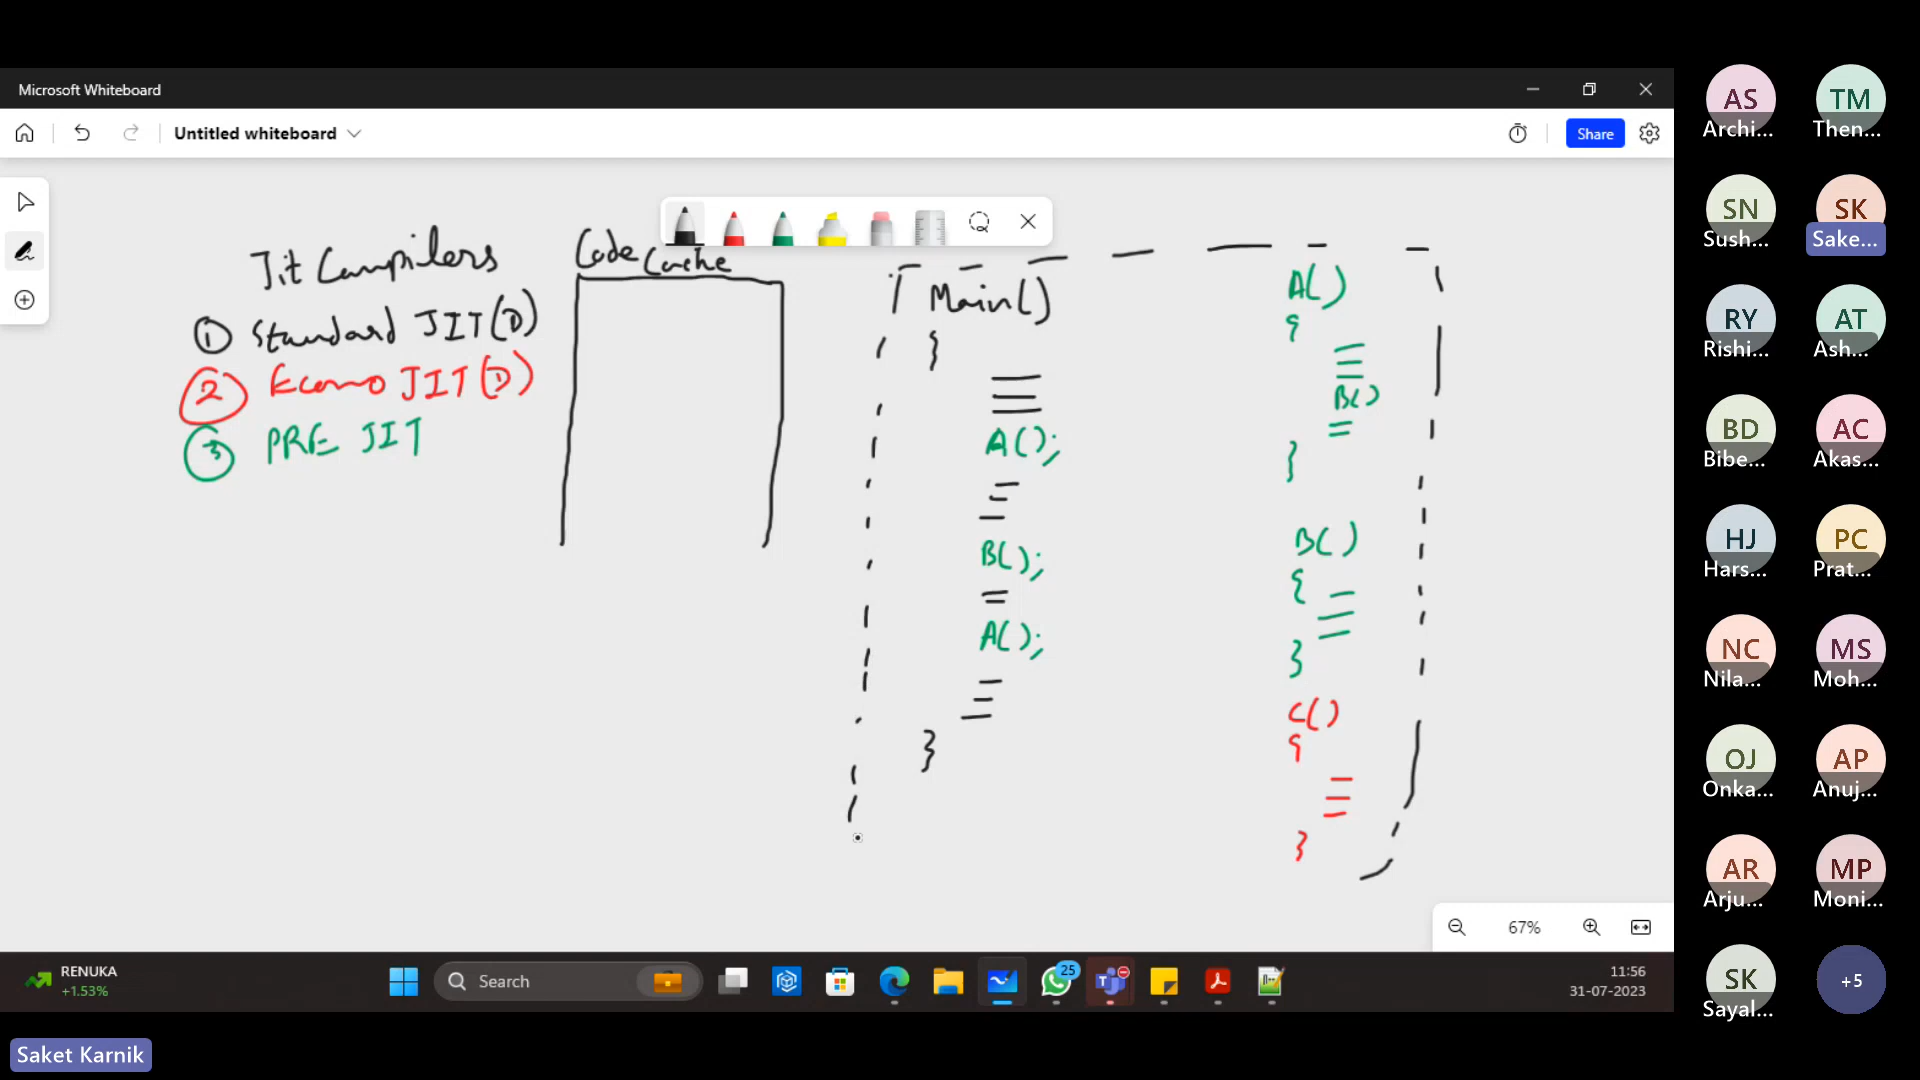 Microsoft Whiteboard
Untitled whiteboard
Share
Jit Compilers
① Standard JIT(D)
② Econo JIT(D)
③ PRE JIT
Code Cache
Main()
}
A();
B();
A();
}
A()
{
B()
}
B()
{
}
C()
{
}
67%
AS
Archi...
TM
Then...
SN
Sush...
SK
Sake...
RY
Rishi...
AT
Ash...
BD
Bibe...
AC
Akas...
HJ
Hars...
PC
Prat...
NC
Nila...
MS
Moh...
OJ
Onka...
AP
Anuj...
AR
Arju...
MP
Moni...
SK
Sayal...
+5
RENUKA
+1.53%
Search
25
11:56
31-07-2023
Saket Karnik